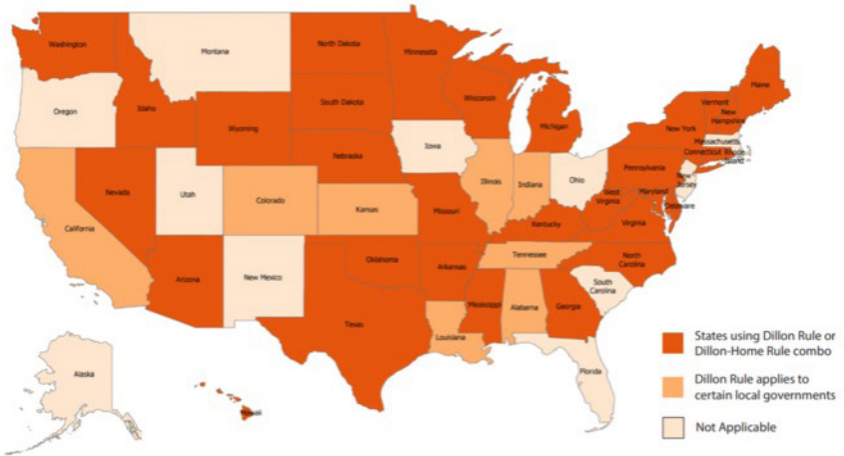 Washington
Montana
North Dakota
Minnesota
Maine
Vermont
New
Hampshire
Oregon
Idaho
South Dakota
Wisconsin
Michigan
New York
Massachusetts
Connecticut Rhode
Island
Wyoming
Nebraska
Iowa
Pennsylvania
New
Jersey
Nevada
Utah
Colorado
Kansas
Illinois
Indiana
Ohio
West
Virginia
Maryland
Delaware
California
Missouri
Kentucky
Virginia
Arizona
New Mexico
Oklahoma
Arkansas
Tennessee
North
Carolina
South
Carolina
Texas
Louisiana
Mississippi
Alabama
Georgia
Florida
Alaska
Hawaii
States using Dillon Rule or
Dillon-Home Rule combo
Dillon Rule applies to
certain local governments
Not Applicable